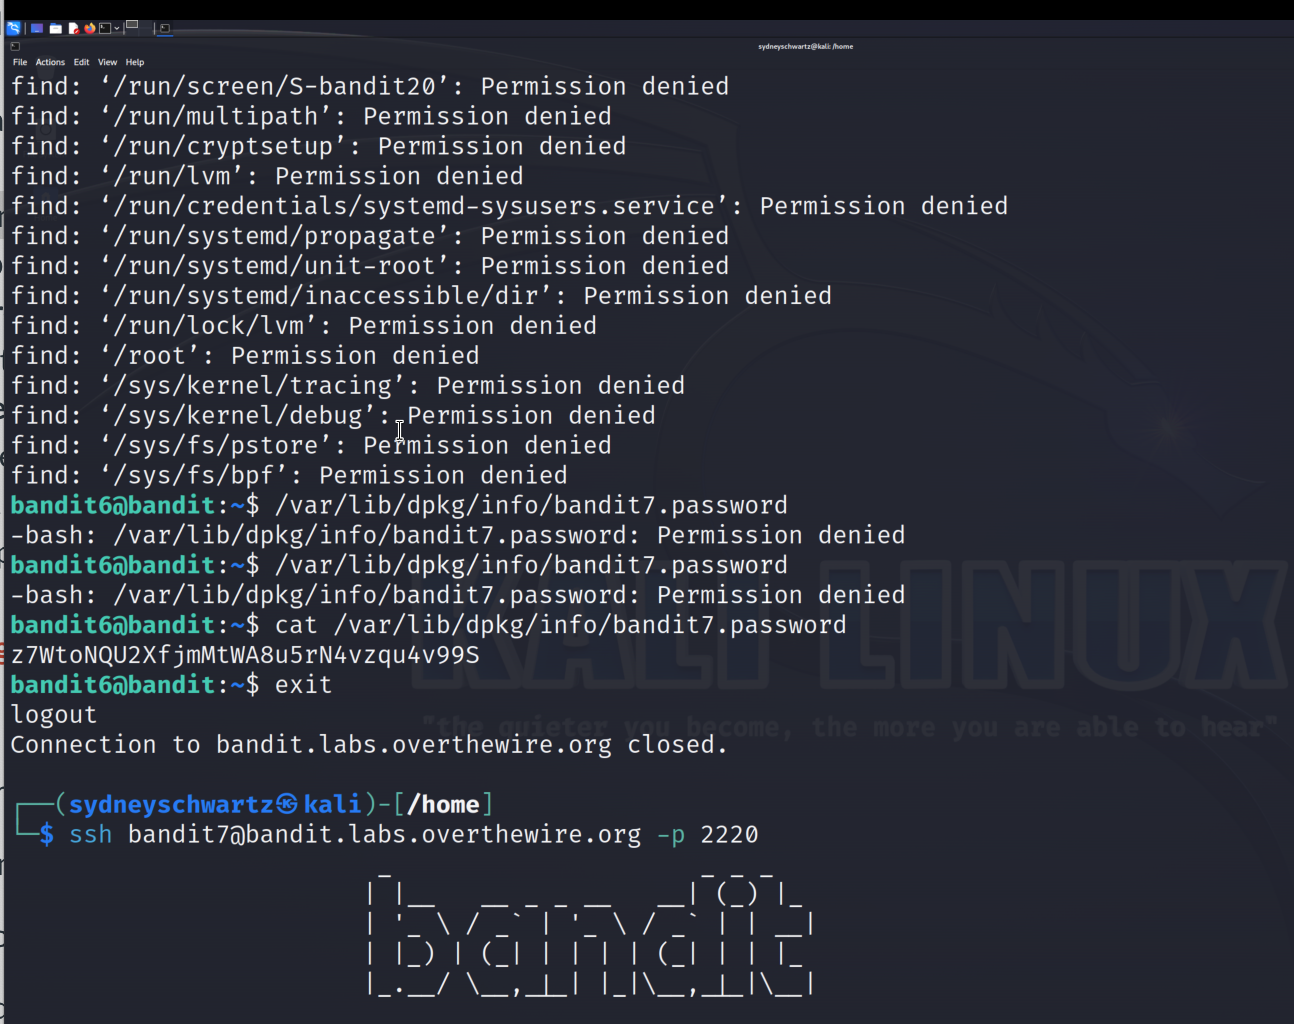 sydneyschwartz@kali: /home
File Actions Edit View Help
find: ‘/run/screen/S-bandit20’: Permission denied
find: ‘/run/multipath’: Permission denied
find: ‘/run/cryptsetup’: Permission denied
find: ‘/run/lvm’: Permission denied
find: ‘/run/credentials/systemd-sysusers.service’: Permission denied
find: ‘/run/systemd/propagate’: Permission denied
find: ‘/run/systemd/unit-root’: Permission denied
find: ‘/run/systemd/inaccessible/dir’: Permission denied
find: ‘/run/lock/lvm’: Permission denied
find: ‘/root’: Permission denied
find: ‘/sys/kernel/tracing’: Permission denied
find: ‘/sys/kernel/debug’: Permission denied
find: ‘/sys/fs/pstore’: Permission denied
find: ‘/sys/fs/bpf’: Permission denied
bandit6@bandit:~$ /var/lib/dpkg/info/bandit7.password
-bash: /var/lib/dpkg/info/bandit7.password: Permission denied
bandit6@bandit:~$ /var/lib/dpkg/info/bandit7.password
-bash: /var/lib/dpkg/info/bandit7.password: Permission denied
bandit6@bandit:~$ cat /var/lib/dpkg/info/bandit7.password
z7WtoNQU2XfjmMtWA8u5rN4vzqu4v99S
bandit6@bandit:~$ exit
logout
Connection to bandit.labs.overthewire.org closed.
(sydneyschwartz㉿kali)-[/home]
$ ssh bandit7@bandit.labs.overthewire.org -p 2220
bandit
KALI LINUX
"the quieter you become, the more you are able to hear"